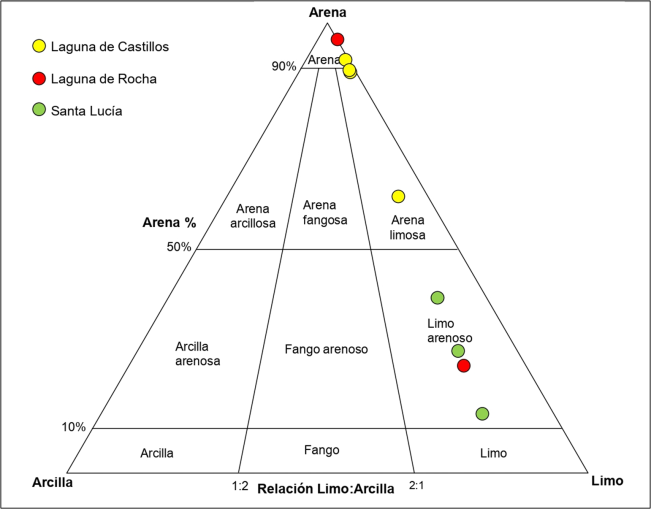 Arena
Laguna de Castillos
Laguna de Rocha
Santa Lucía
90%
Arena
Arena %
50%
Arena
arcillosa
Arena
fangosa
Arena
limosa
Arcilla
arenosa
Fango arenoso
Limo
arenoso
10%
Arcilla
Fango
Limo
Arcilla
1:2
Relación Limo:Arcilla
2:1
Limo